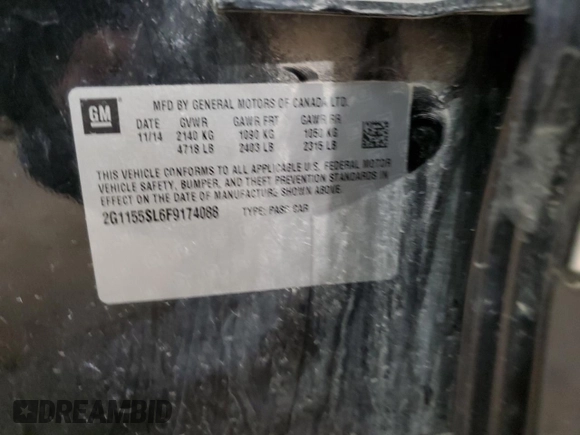 GM
MFD BY GENERAL MOTORS OF CANADA LTD.
DATE GVWR GAWR FRT GAWR RR
11/14 2140 KG 1090 KG 1050 KG
4718 LB 2403 LB 2315 LB
THIS VEHICLE CONFORMS TO ALL APPLICABLE U.S. FEDERAL MOTOR
VEHICLE SAFETY, BUMPER, AND THEFT PREVENTION STANDARDS IN
EFFECT ON THE DATE OF MANUFACTURE SHOWN ABOVE.
2G1155SL6F9174088 TYPE: PASS CAR
DREAMBID